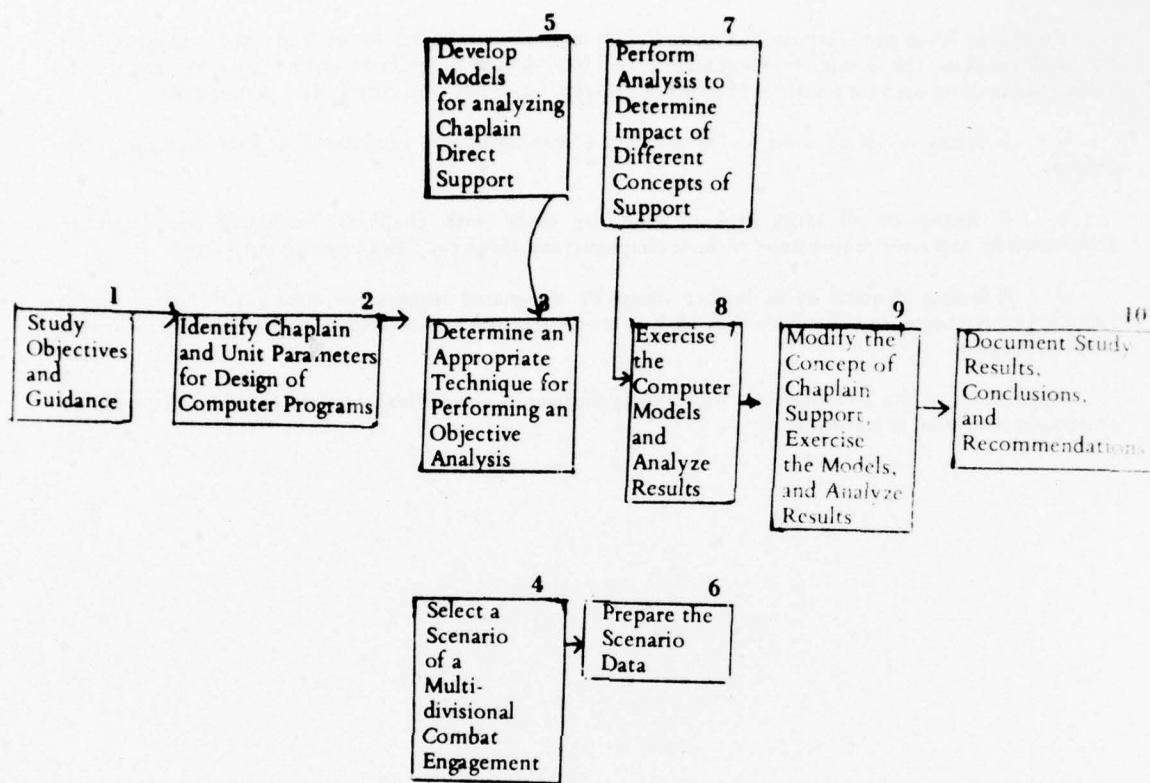 5
Develop
Models
for analyzing
Chaplain
Direct
Support
7
Perform
Analysis to
Determine
Impact of
Different
Concepts of
Support
1
Study
Objectives
and
Guidance
2
Identify Chaplain
and Unit Parameters
for Design of
Computer Programs
3
Determine an
Appropriate
Technique for
Performing an
Objective
Analysis
8
Exercise
the
Computer
Models
and
Analyze
Results
9
Modify the
Concept of
Chaplain
Support,
Exercise
the Models,
and Analyze
Results
10
Document Study
Results,
Conclusions,
and
Recommendations
4
Select a
Scenario
of a
Multi-
divisional
Combat
Engagement
6
Prepare the
Scenario
Data